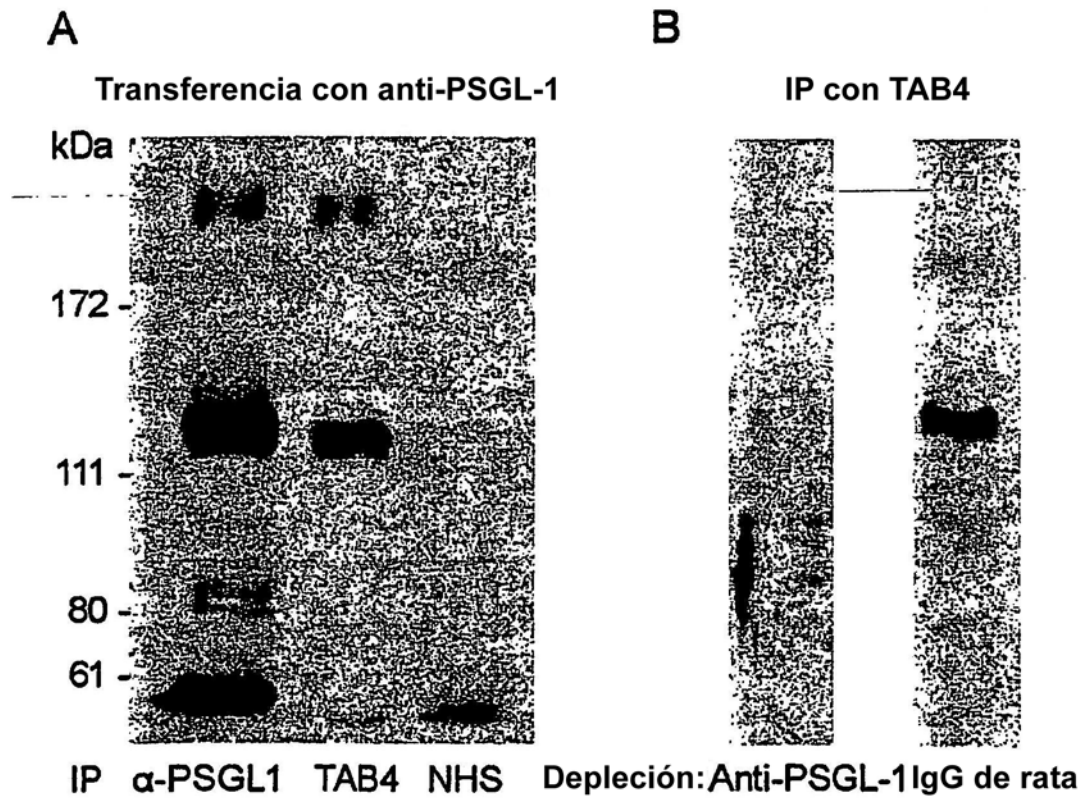 A
B
Transferencia con anti-PSGL-1
IP con TAB4
kDa
172
111
80
61
IP α-PSGL1 TAB4 NHS
Depleción: Anti-PSGL-1 IgG de rata